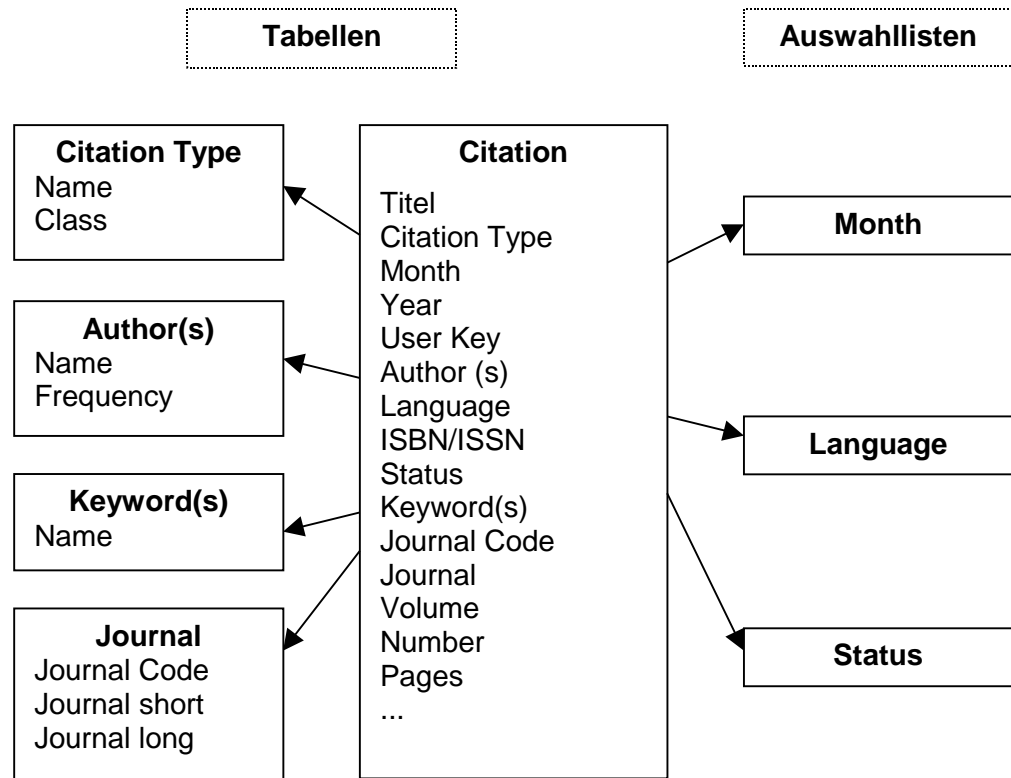 Tabellen
Auswahllisten
Citation Type
Name
Class
Author(s)
Name
Frequency
Keyword(s)
Name
Journal
Journal Code
Journal short
Journal long
Citation
Titel
Citation Type
Month
Year
User Key
Author (s)
Language
ISBN/ISSN
Status
Keyword(s)
Journal Code
Journal
Volume
Number
Pages
...
Month
Language
Status